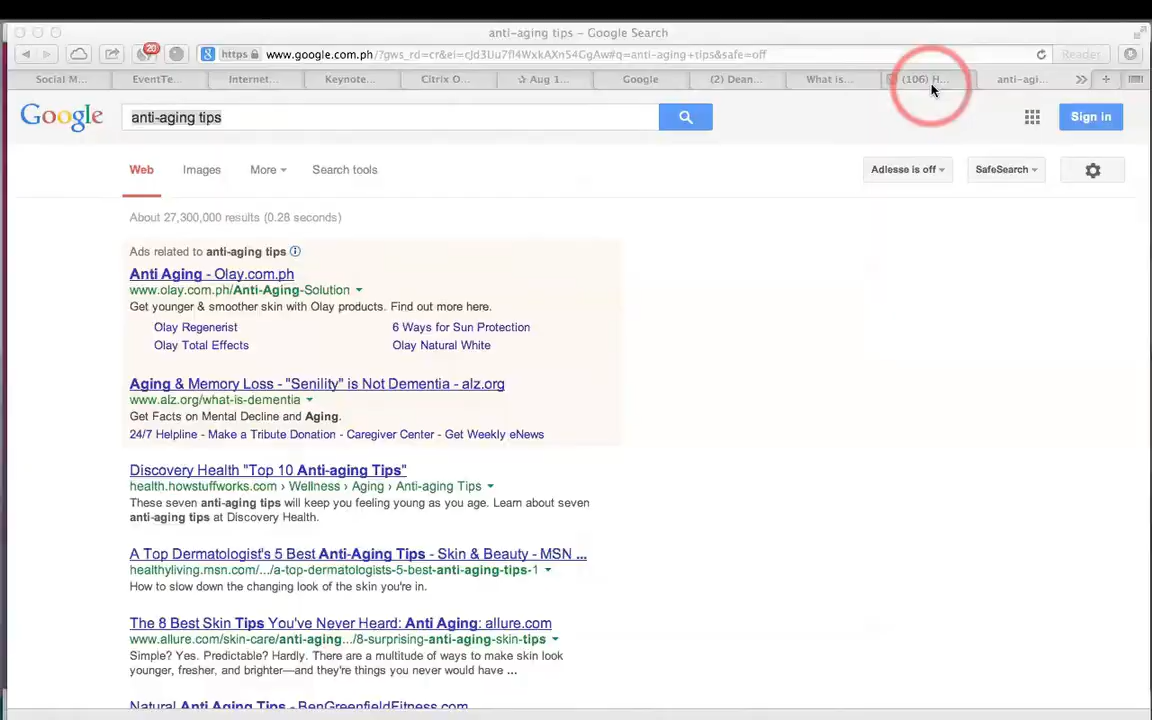 anti-aging tips – Google Search
20
https www.google.com.ph/?gws_rd=cr&ei=cJd3Uu7fI4WxkAXn54GgAw#q=anti-aging+tips&safe=off
Reader
Social M... EventTe... Internet... Keynote... Citrix O... ☆ Aug 1... Google (2) Dean... What is... (106) H... anti-agi... >> +
Google
anti-aging tips
Sign in
Web Images More Search tools
Adlesse is off SafeSearch
About 27,300,000 results (0.28 seconds)
Ads related to anti-aging tips
Anti Aging - Olay.com.ph
www.olay.com.ph/Anti-Aging-Solution
Get younger & smoother skin with Olay products. Find out more here.
Olay Regenerist 6 Ways for Sun Protection
Olay Total Effects Olay Natural White
Aging & Memory Loss - "Senility" is Not Dementia - alz.org
www.alz.org/what-is-dementia
Get Facts on Mental Decline and Aging.
24/7 Helpline - Make a Tribute Donation - Caregiver Center - Get Weekly eNews
Discovery Health "Top 10 Anti-aging Tips"
health.howstuffworks.com › Wellness › Aging › Anti-aging Tips
These seven anti-aging tips will keep you feeling young as you age. Learn about seven
anti-aging tips at Discovery Health.
A Top Dermatologist's 5 Best Anti-Aging Tips - Skin & Beauty - MSN ...
healthyliving.msn.com/.../a-top-dermatologists-5-best-anti-aging-tips-1
How to slow down the changing look of the skin you're in.
The 8 Best Skin Tips You've Never Heard: Anti Aging: allure.com
www.allure.com/skin-care/anti-aging.../8-surprising-anti-aging-skin-tips
Simple? Yes. Predictable? Hardly. There are a multitude of ways to make skin look
younger, fresher, and brighter—and they're things you never would have ...
Natural Anti Aging Tips - BenGreenfieldFitness.com